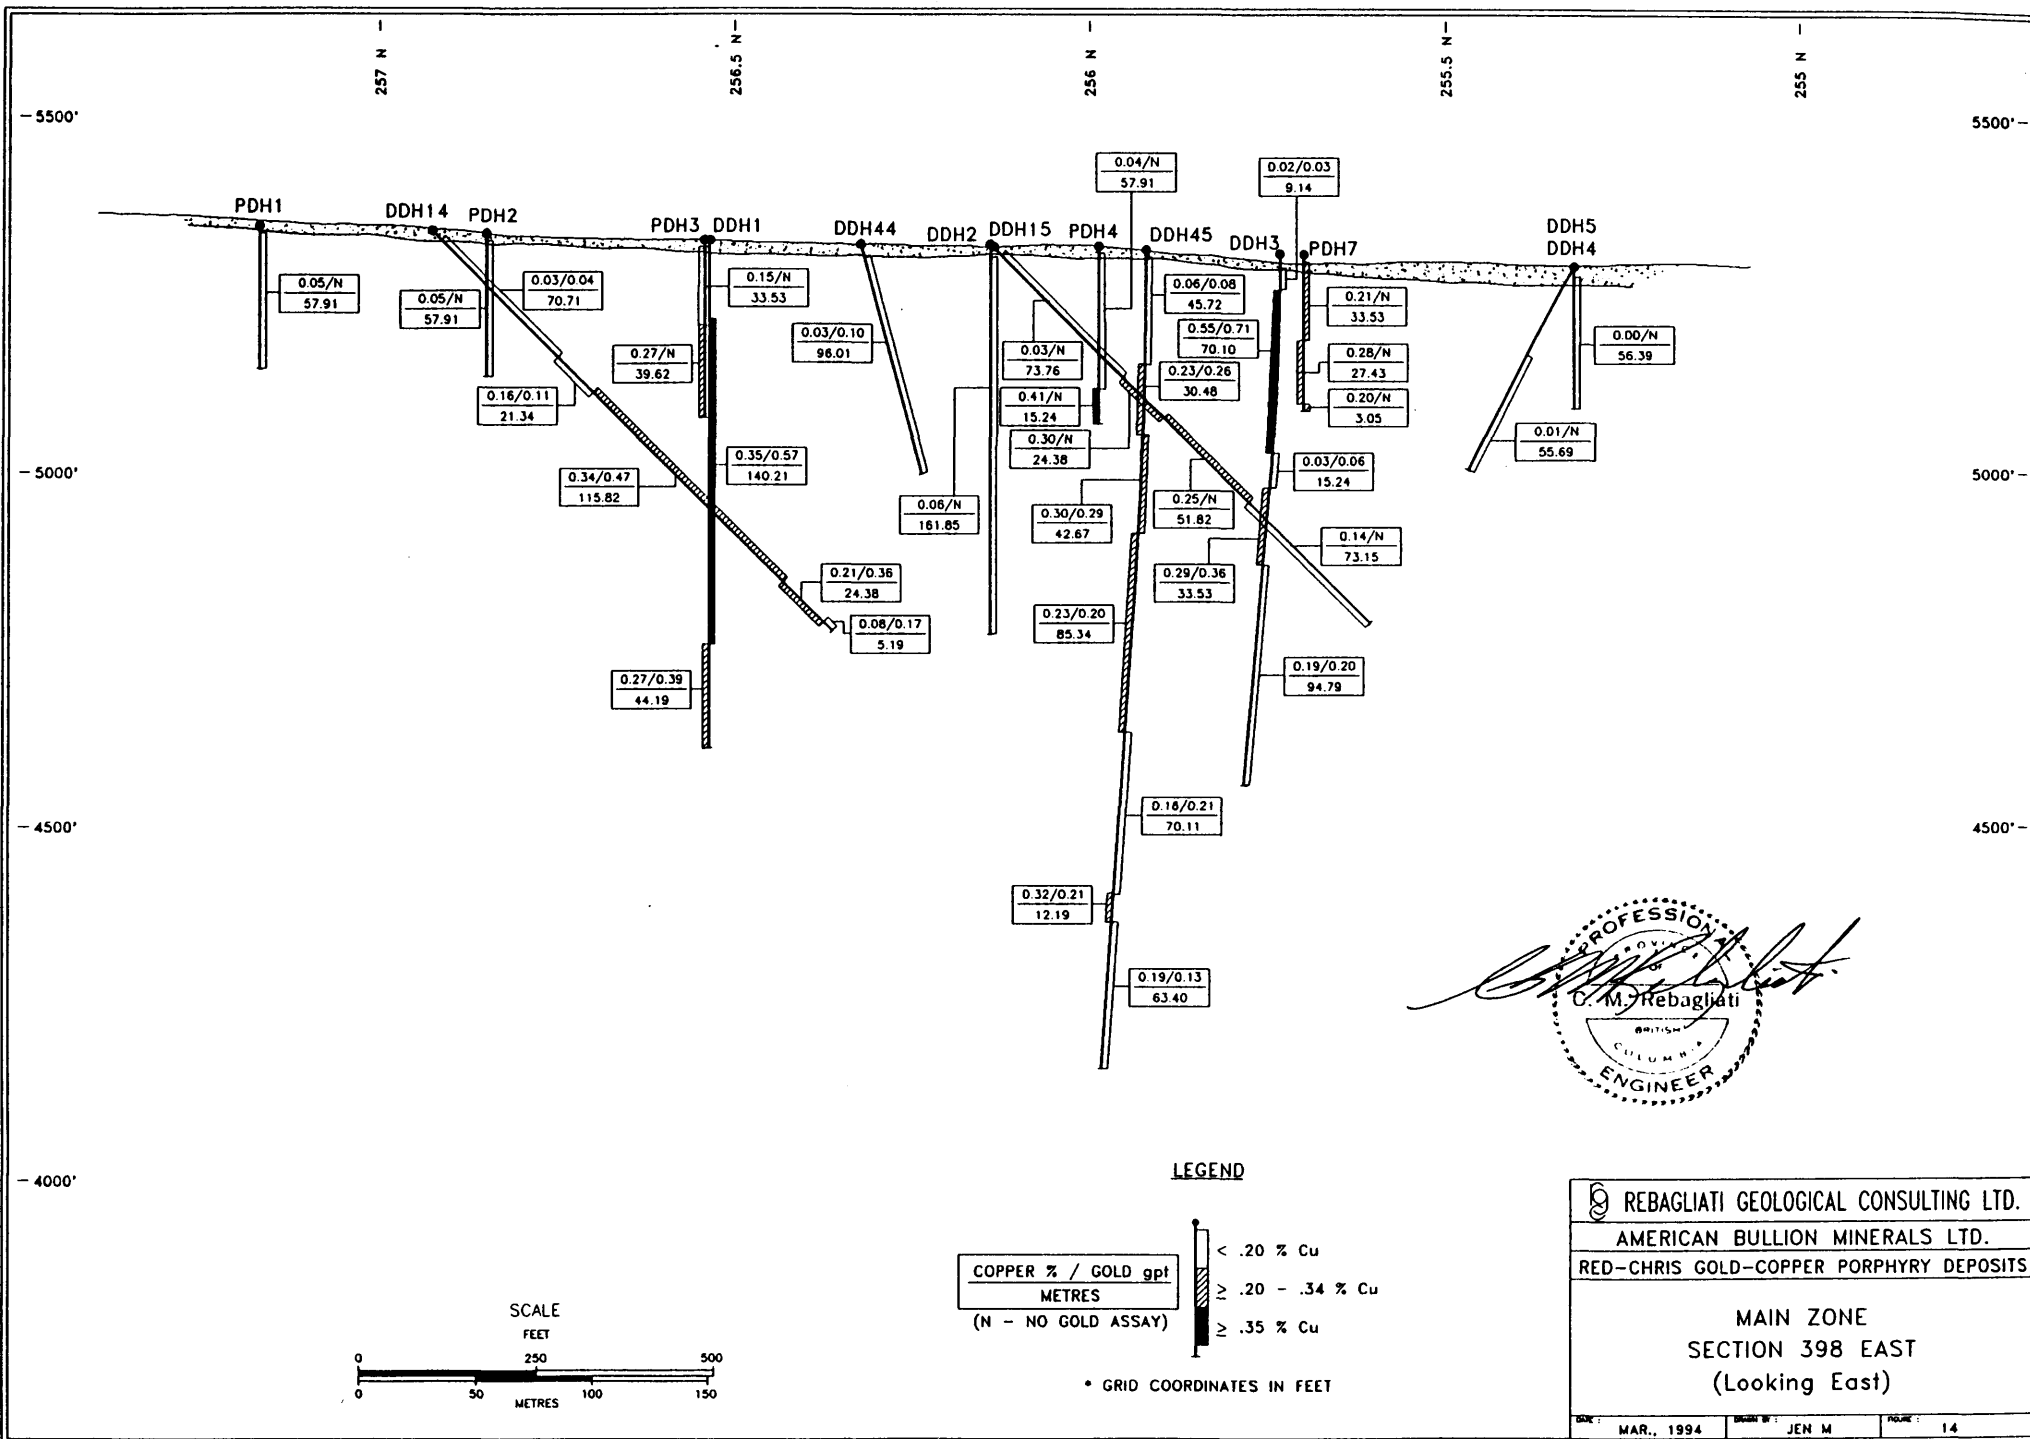 257 N
256.5 N
256 N
255.5 N
255 N
5500'
5500'
5000'
5000'
4500'
4500'
4000'
PDH1
DDH14
PDH2
PDH3
DDH1
DDH44
DDH2
DDH15
PDH4
DDH45
DDH3
PDH7
DDH5
DDH4
0.04/N
57.91
0.02/0.03
9.14
0.05/N
57.91
0.05/N
57.91
0.03/0.04
70.71
0.15/N
33.53
0.03/0.10
96.01
0.03/N
73.76
0.06/0.08
45.72
0.55/0.71
70.10
0.21/N
33.53
0.00/N
56.39
0.27/N
39.62
0.16/0.11
21.34
0.41/N
15.24
0.23/0.26
30.48
0.28/N
27.43
0.20/N
3.05
0.30/N
24.38
0.01/N
55.69
0.34/0.47
115.82
0.35/0.57
140.21
0.06/N
161.85
0.30/0.29
42.67
0.25/N
51.82
0.03/0.06
15.24
0.14/N
73.15
0.21/0.36
24.38
0.29/0.36
33.53
0.08/0.17
5.19
0.23/0.20
85.34
0.27/0.39
44.19
0.19/0.20
94.79
0.18/0.21
70.11
0.32/0.21
12.19
0.19/0.13
63.40
PROFESSIONAL
PROVINCE
OF
C. M. Rebagliati
BRITISH
COLUMBIA
ENGINEER
LEGEND
COPPER % / GOLD gpt
METRES
(N - NO GOLD ASSAY)
< .20 % Cu
≥ .20 - .34 % Cu
≥ .35 % Cu
* GRID COORDINATES IN FEET
SCALE
FEET
0 250 500
0 50 100 150
METRES
REBAGLIATI GEOLOGICAL CONSULTING LTD.
AMERICAN BULLION MINERALS LTD.
RED-CHRIS GOLD-COPPER PORPHYRY DEPOSITS
MAIN ZONE
SECTION 398 EAST
(Looking East)
DATE : MAR., 1994
DRAWN BY : JEN M
FIGURE : 14